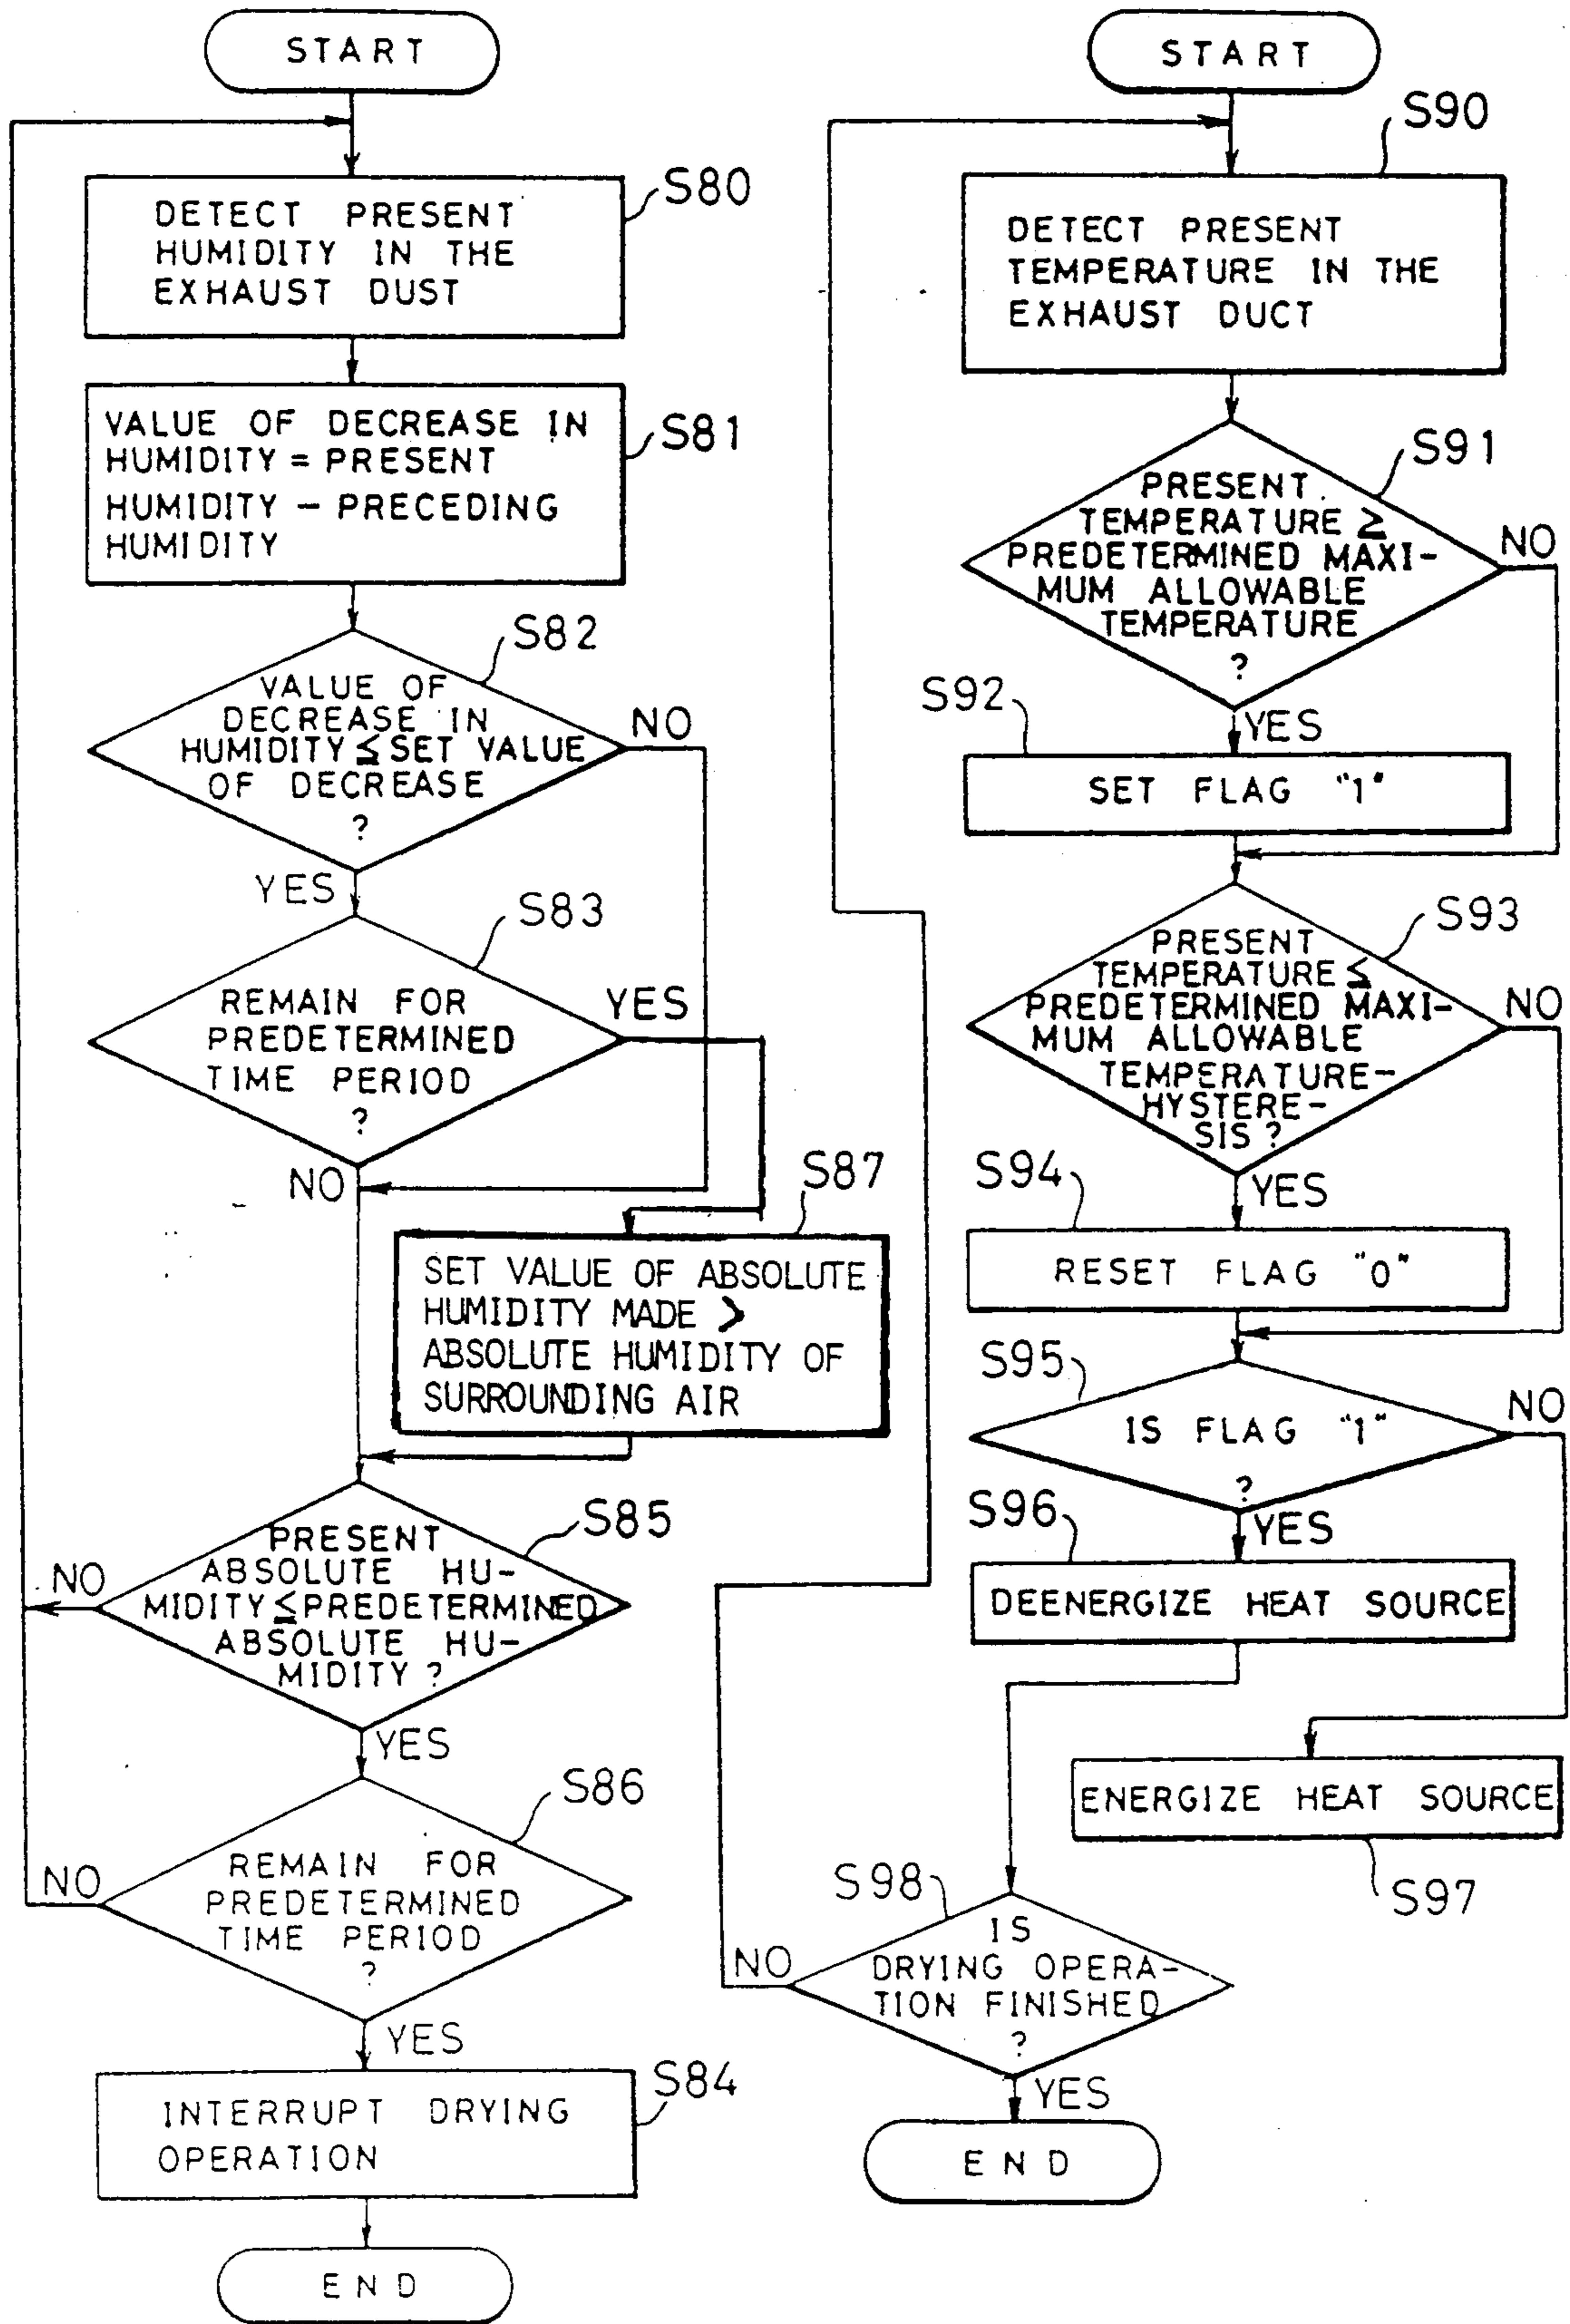 START
DETECT PRESENT
HUMIDITY IN THE
EXHAUST DUST
S80
VALUE OF DECREASE IN
HUMIDITY = PRESENT
HUMIDITY – PRECEDING
HUMIDITY
S81
S82
VALUE OF
DECREASE IN
HUMIDITY ≦ SET VALUE
OF DECREASE
?
NO
YES
S83
REMAIN FOR
PREDETERMINED
TIME PERIOD
?
YES
NO
S87
SET VALUE OF ABSOLUTE
HUMIDITY MADE >
ABSOLUTE HUMIDITY OF
SURROUNDING AIR
S85
PRESENT
ABSOLUTE HU-
MIDITY ≦ PREDETERMINED
ABSOLUTE HU-
MIDITY ?
NO
YES
S86
REMAIN FOR
PREDETERMINED
TIME PERIOD
?
NO
YES
S84
INTERRUPT DRYING
OPERATION
END
START
S90
DETECT PRESENT
TEMPERATURE IN THE
EXHAUST DUCT
S91
PRESENT
TEMPERATURE ≧
PREDETERMINED MAXI-
MUM ALLOWABLE
TEMPERATURE
?
NO
YES
S92
SET FLAG "1"
S93
PRESENT
TEMPERATURE ≦
PREDETERMINED MAXI-
MUM ALLOWABLE
TEMPERATURE-
HYSTERE-
SIS ?
NO
YES
S94
RESET FLAG "0"
S95
IS FLAG "1"
?
NO
YES
S96
DEENERGIZE HEAT SOURCE
ENERGIZE HEAT SOURCE
S97
S98
IS
DRYING OPERA-
TION FINISHED
?
NO
YES
END